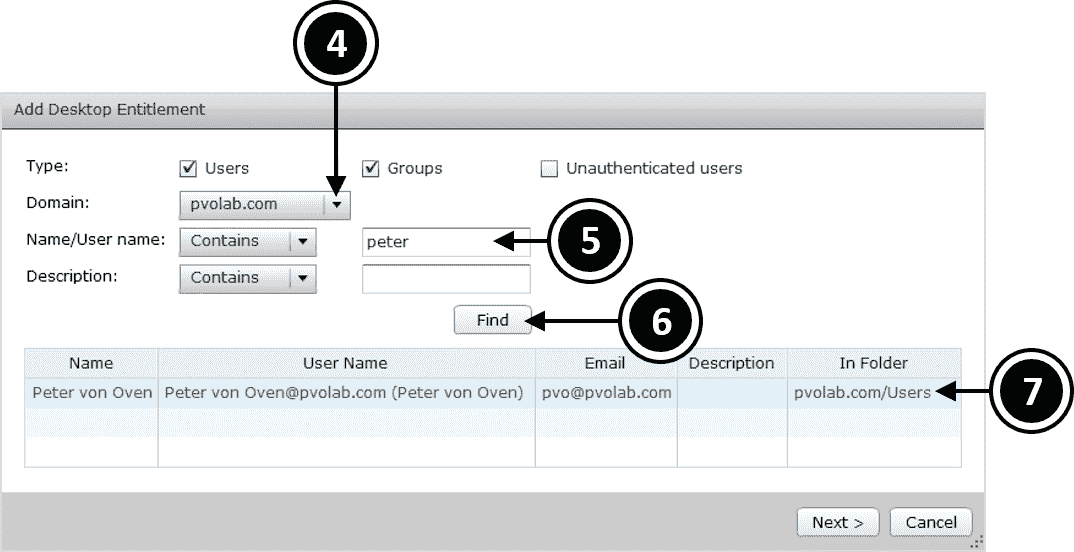 4
Add Desktop Entitlement
Type: Users Groups Unauthenticated users
Domain: pvolab.com
Name/User name: Contains peter 5
Description: Contains
Find 6
Name User Name Email Description In Folder
Peter von Oven Peter von Oven@pvolab.com (Peter von Oven) pvo@pvolab.com pvolab.com/Users 7
Next > Cancel